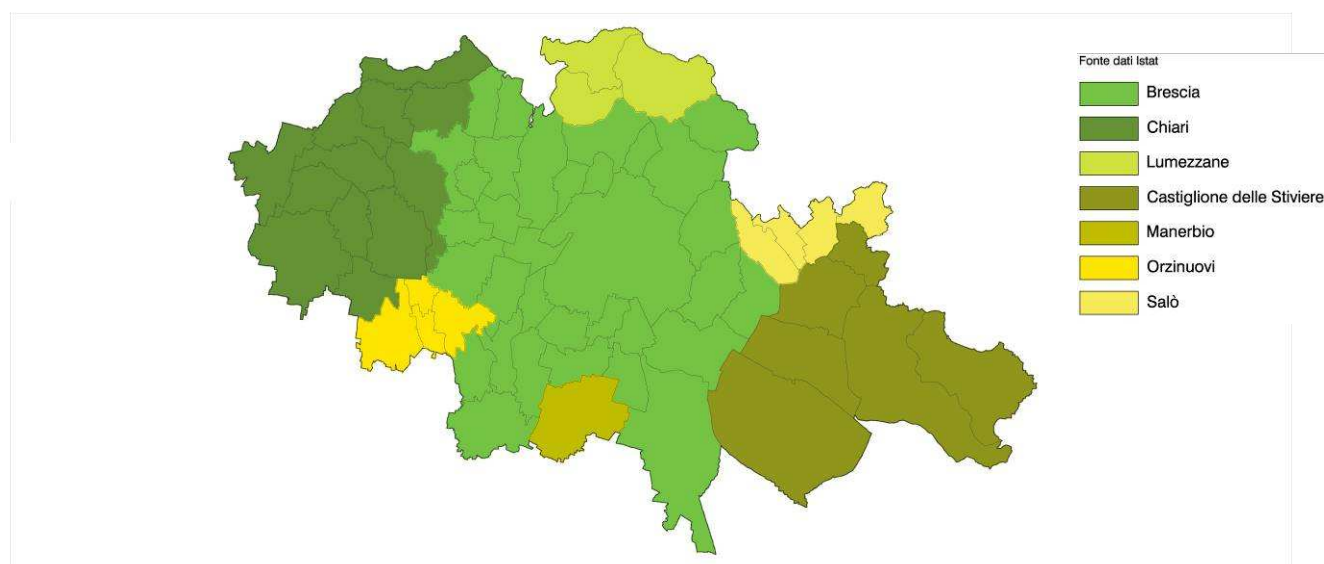 Fonte dati Istat
Brescia
Chiari
Lumezzane
Castiglione delle Stiviere
Manerbio
Orzinuovi
Salò